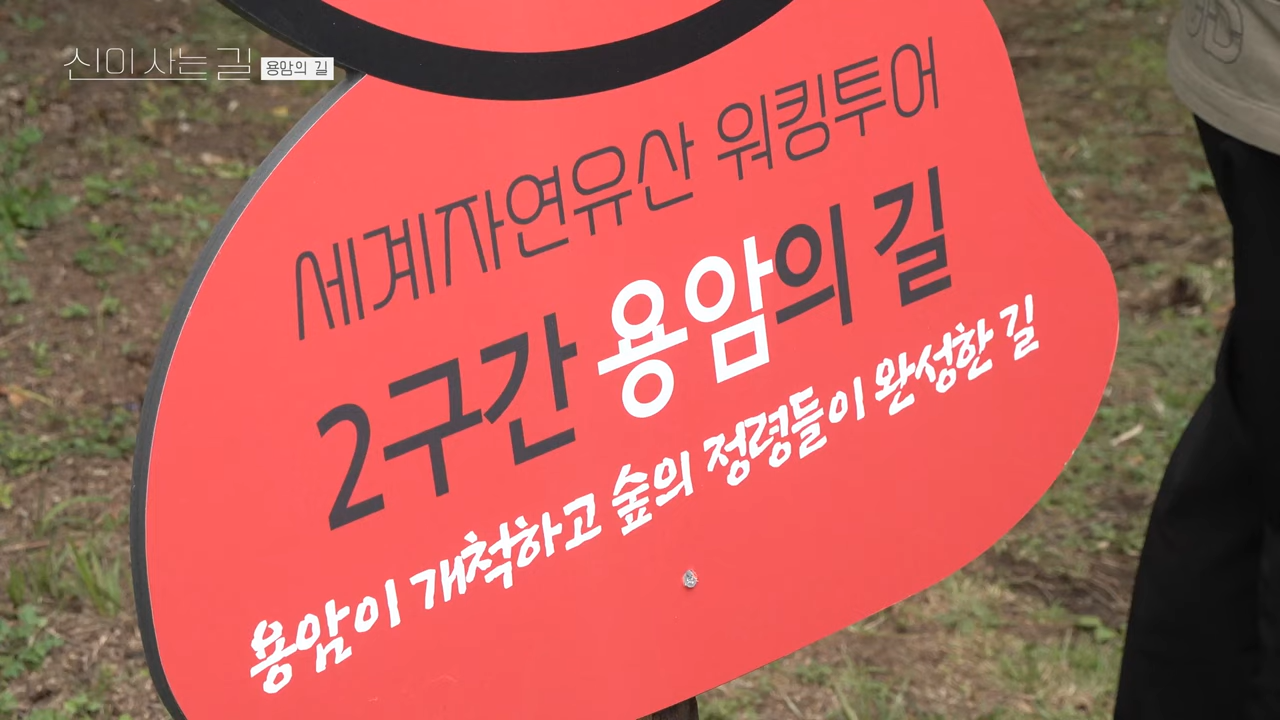 신이 사는 길 용암의 길
세계자연유산 워킹투어
2구간 용암의 길
용암이 개척하고 숲의 정령들이 완성한 길